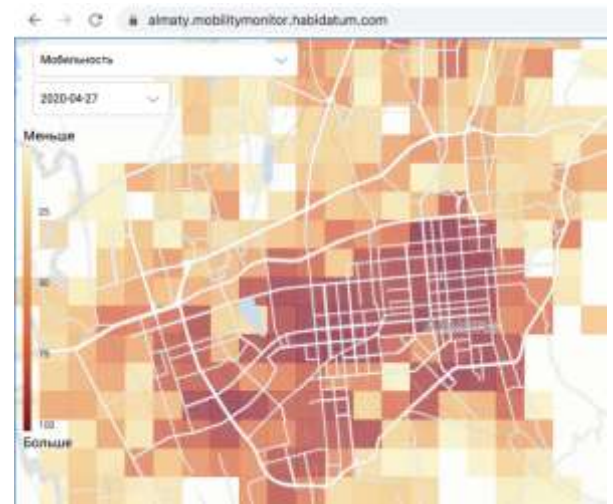 almaty.mobilitymonitor.habidatum.com
Мобильность
2020-04-27
Меньше
25
50
75
100
Больше